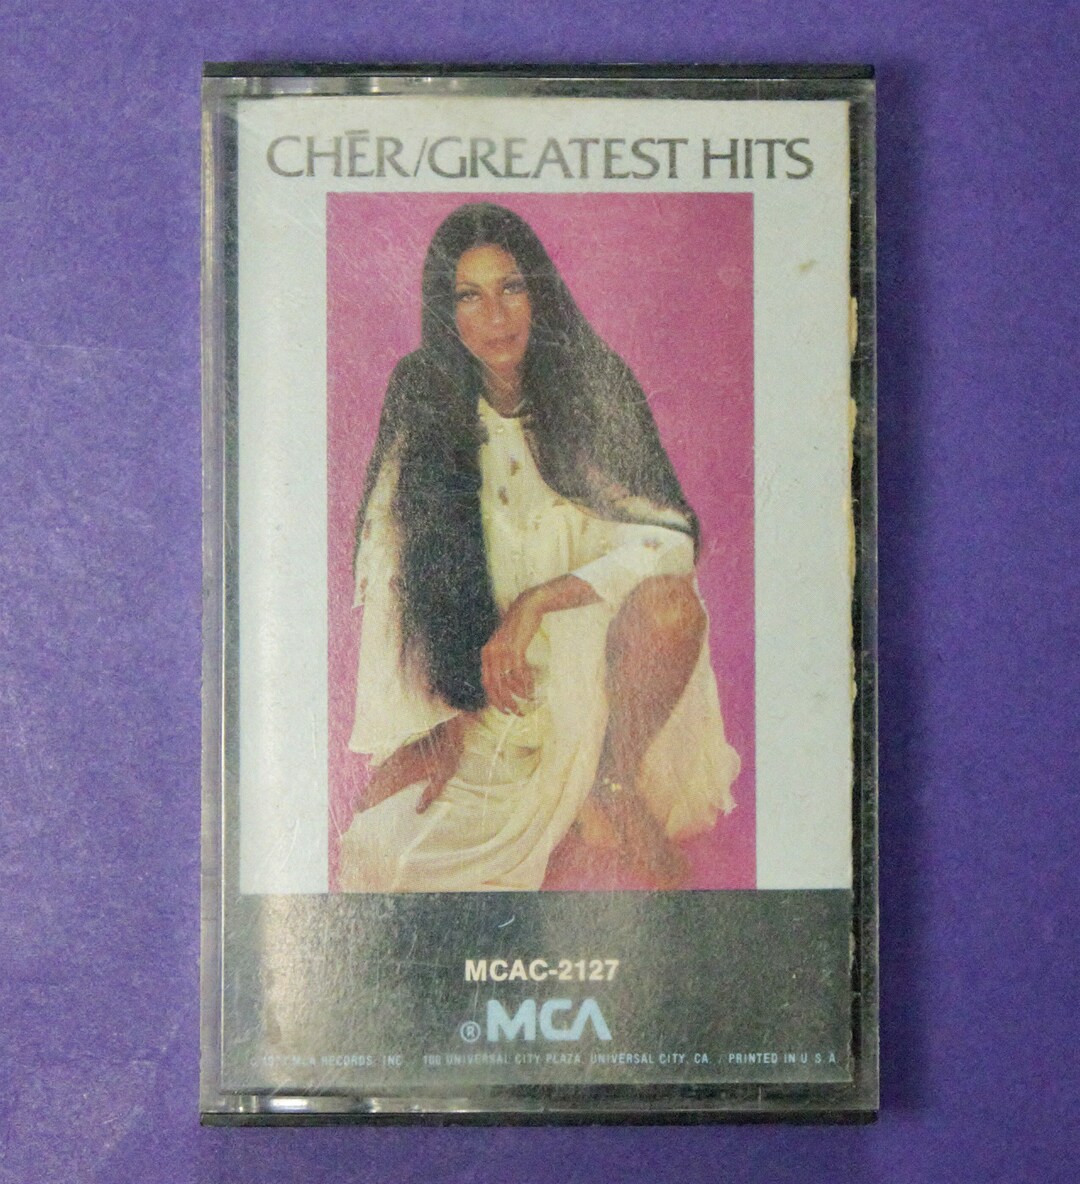 CHĒR/GREATEST HITS
MCAC-2127
® MCA
MCA RECORDS, INC. 100 UNIVERSAL CITY PLAZA, UNIVERSAL CITY, CA. PRINTED IN U.S.A